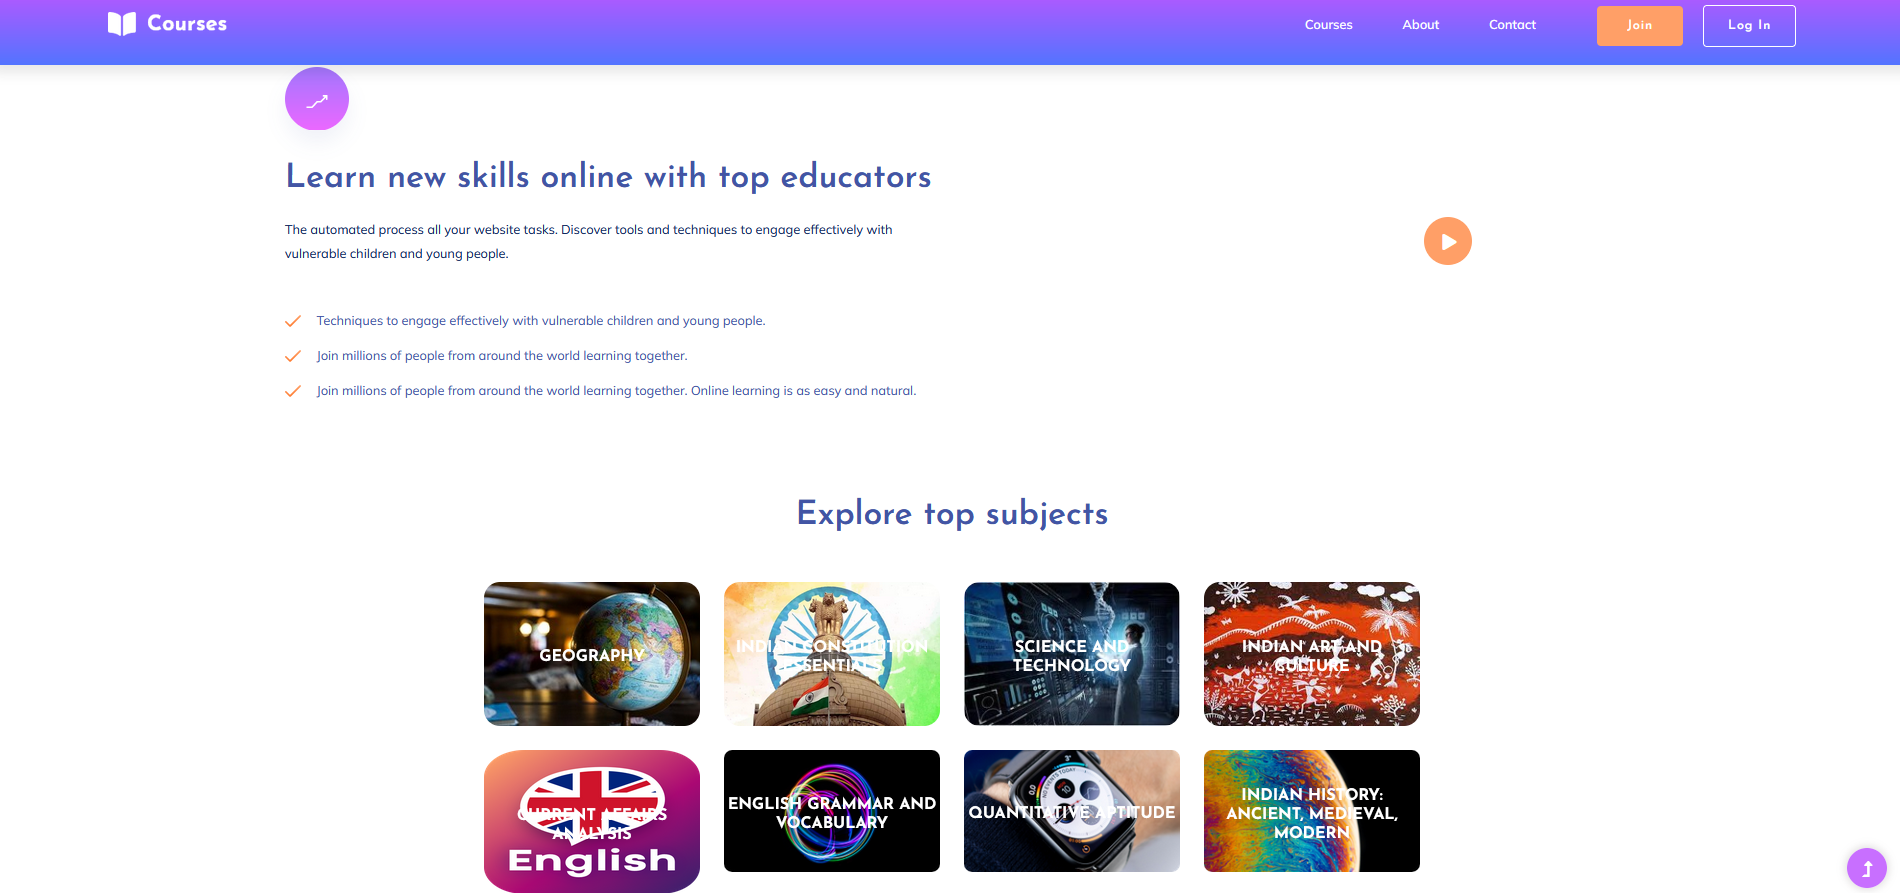 Courses
Courses About Contact Join Log In
Learn new skills online with top educators
The automated process all your website tasks. Discover tools and techniques to engage effectively with
vulnerable children and young people.
Techniques to engage effectively with vulnerable children and young people.
Join millions of people from around the world learning together.
Join millions of people from around the world learning together. Online learning is as easy and natural.
Explore top subjects
GEOGRAPHY
INDIAN CONSTITUTION
ESSENTIALS
SCIENCE AND
TECHNOLOGY
INDIAN ART AND
CULTURE
CURRENT AFFAIRS
ANALYSIS
English
ENGLISH GRAMMAR AND
VOCABULARY
QUANTITATIVE APTITUDE
INDIAN HISTORY:
ANCIENT, MEDIEVAL,
MODERN